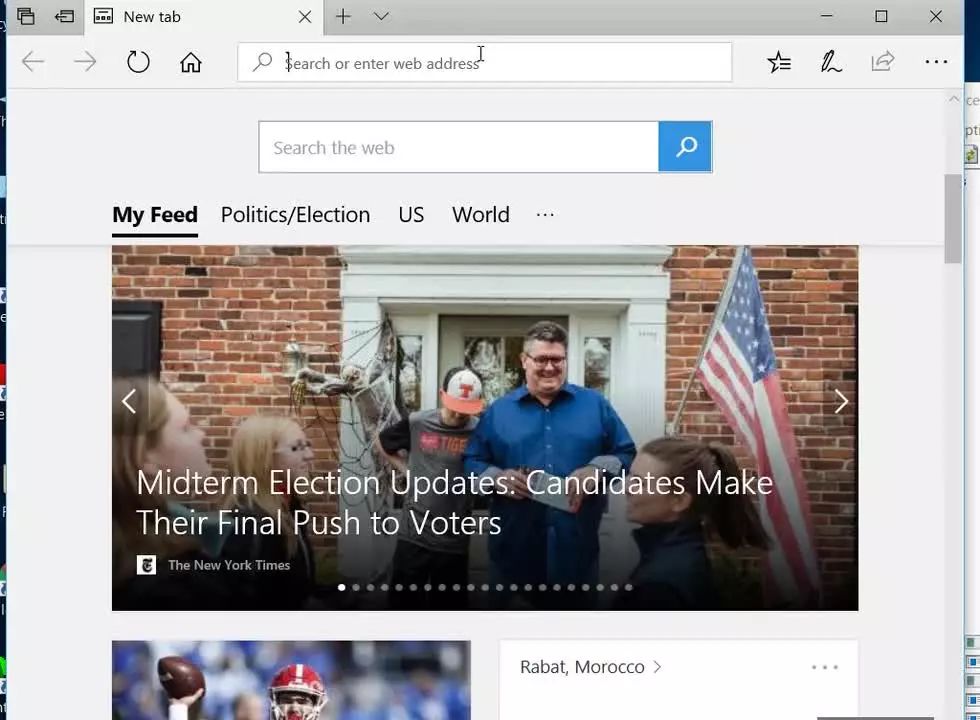 New tab
Search or enter web address
Search the web
My Feed Politics/Election US World ...
TIGE
Midterm Election Updates: Candidates Make
Their Final Push to Voters
The New York Times
Rabat, Morocco